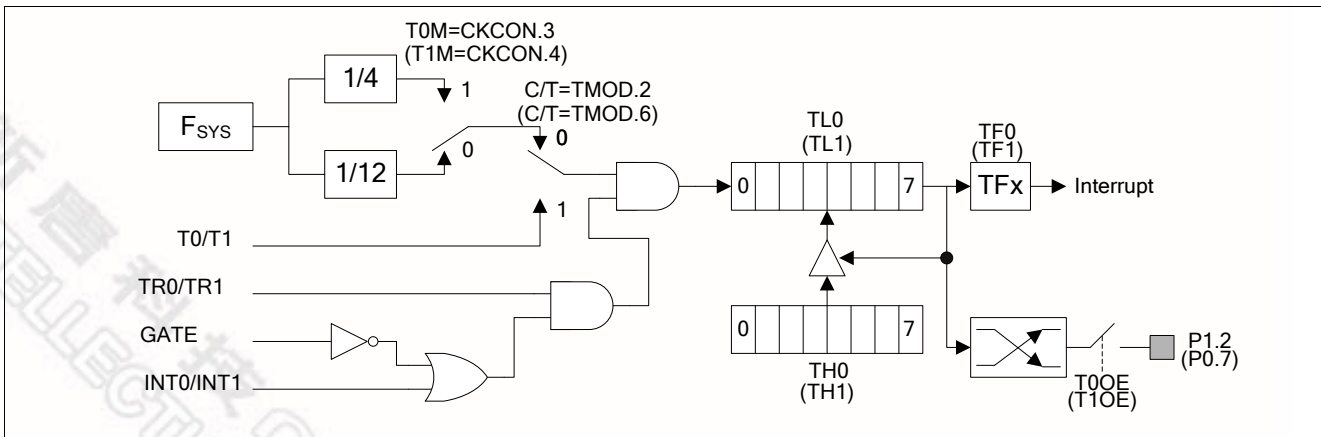 T0M=CKCON.3
(T1M=CKCON.4)
1/4
1
C/T=TMOD.2
(C/T=TMOD.6)
FSYS
0
0
1/12
1
T0/T1
TR0/TR1
GATE
INT0/INT1
TL0
(TL1)
0 7
TF0
(TF1)
TFx
Interrupt
0 7
TH0
(TH1)
T0OE
(T1OE)
P1.2
(P0.7)